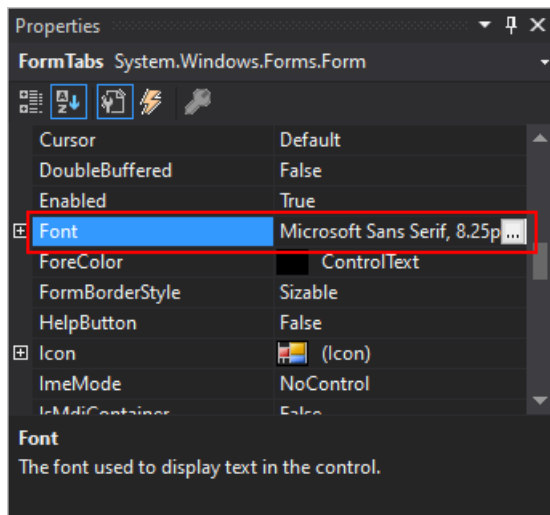 Properties
FormTabs System.Windows.Forms.Form
Cursor Default
DoubleBuffered False
Enabled True
Font Microsoft Sans Serif, 8.25p ...
ForeColor ControlText
FormBorderStyle Sizable
HelpButton False
Icon (Icon)
ImeMode NoControl
IsMdiContainer False
Font
The font used to display text in the control.